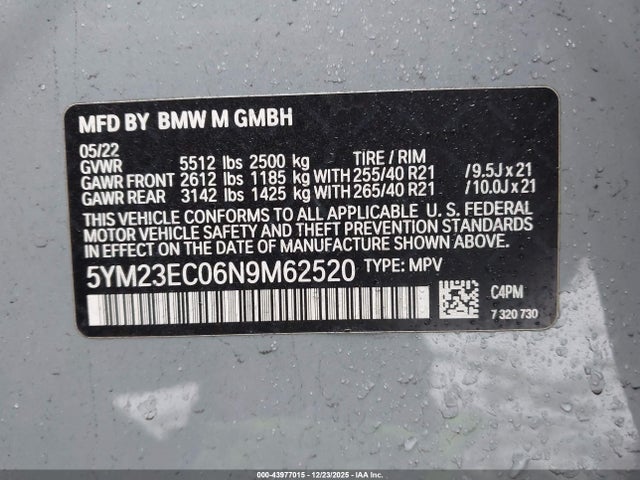 MFD BY BMW M GMBH
05/22
GVWR 5512 lbs 2500 kg TIRE / RIM
GAWR FRONT 2612 lbs 1185 kg WITH 255/40 R21 / 9.5J x 21
GAWR REAR 3142 lbs 1425 kg WITH 265/40 R21 / 10.0J x 21
THIS VEHICLE CONFORMS TO ALL APPLICABLE U. S. FEDERAL
MOTOR VEHICLE SAFETY AND THEFT PREVENTION
STANDARDS IN EFFECT ON THE DATE OF MANUFACTURE SHOWN ABOVE.
5YM23EC06N9M62520 TYPE: MPV
C4PM
7 320 730
000-43977015 - 12/23/2025 - IAA Inc.